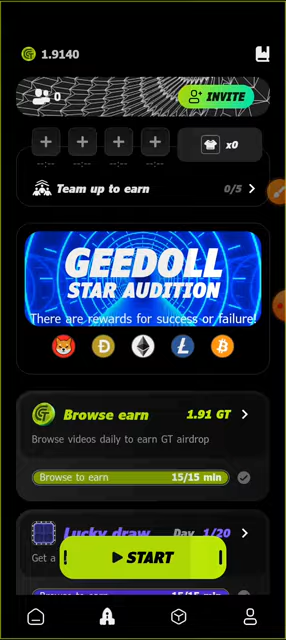 1.9140
0
INVITE
x0
--:-- --:-- --:-- --:--
Team up to earn 0/5
GEEDOLL
STAR AUDITION
There are rewards for success or failure!
Browse earn 1.91 GT
Browse videos daily to earn GT airdrop
Browse to earn 15/15 min
Lucky draw Day 1/20
Get a
START